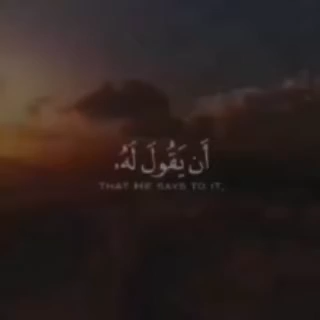 أَن يَقُولَ لَهُۥ
THAT HE SAYS TO IT,